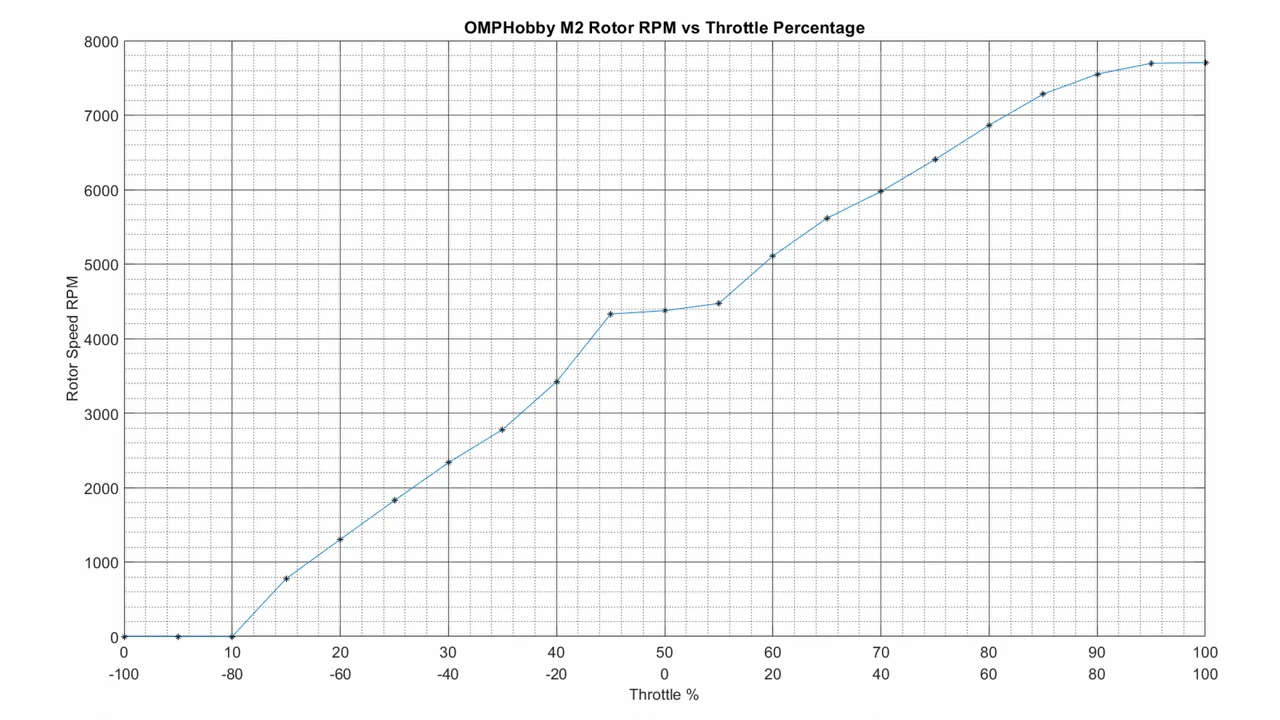 OMPHobby M2 Rotor RPM vs Throttle Percentage
8000
7000
6000
5000
4000
3000
2000
1000
0
Rotor Speed RPM
0 10 20 30 40 50 60 70 80 90 100
-100 -80 -60 -40 -20 0 20 40 60 80 100
Throttle %